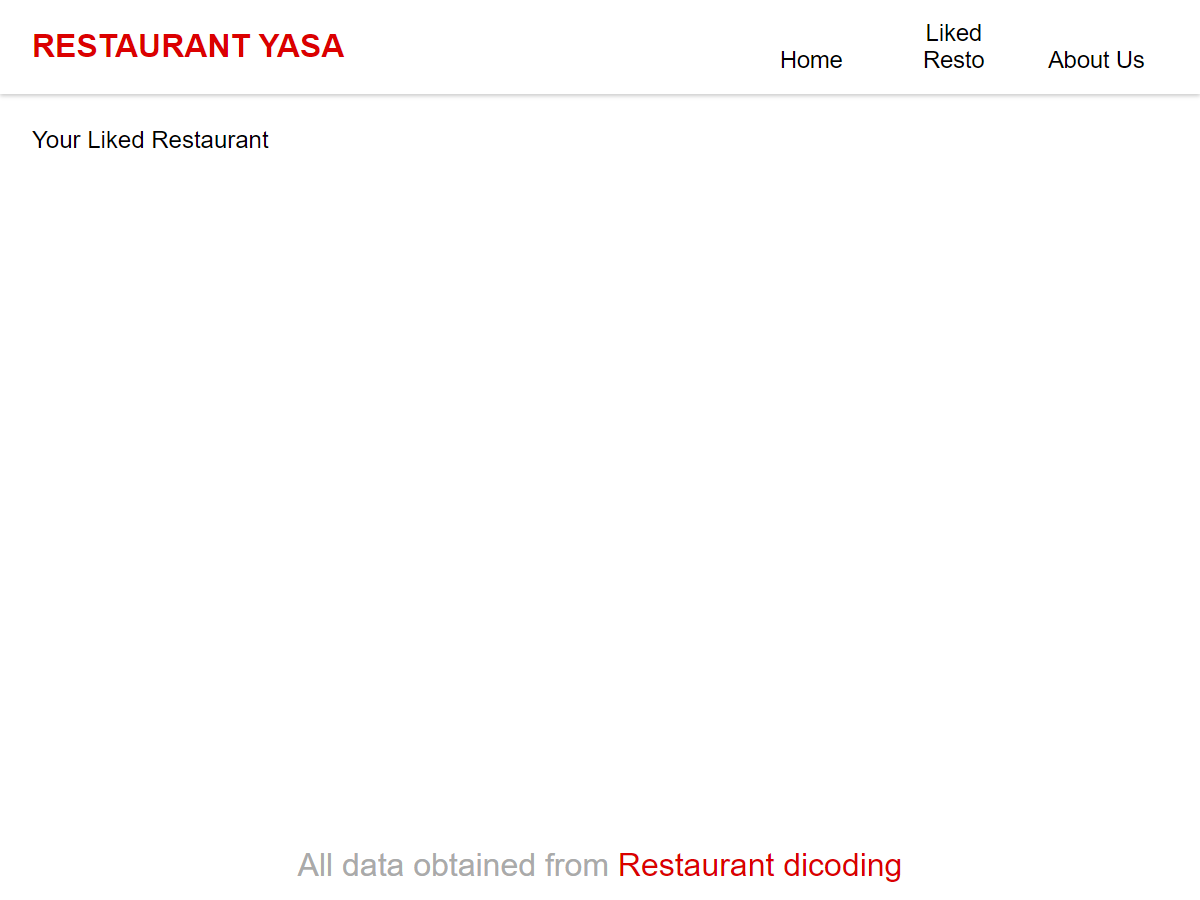 RESTAURANT YASA
Home
Liked
Resto
About Us
Your Liked Restaurant
All data obtained from Restaurant dicoding